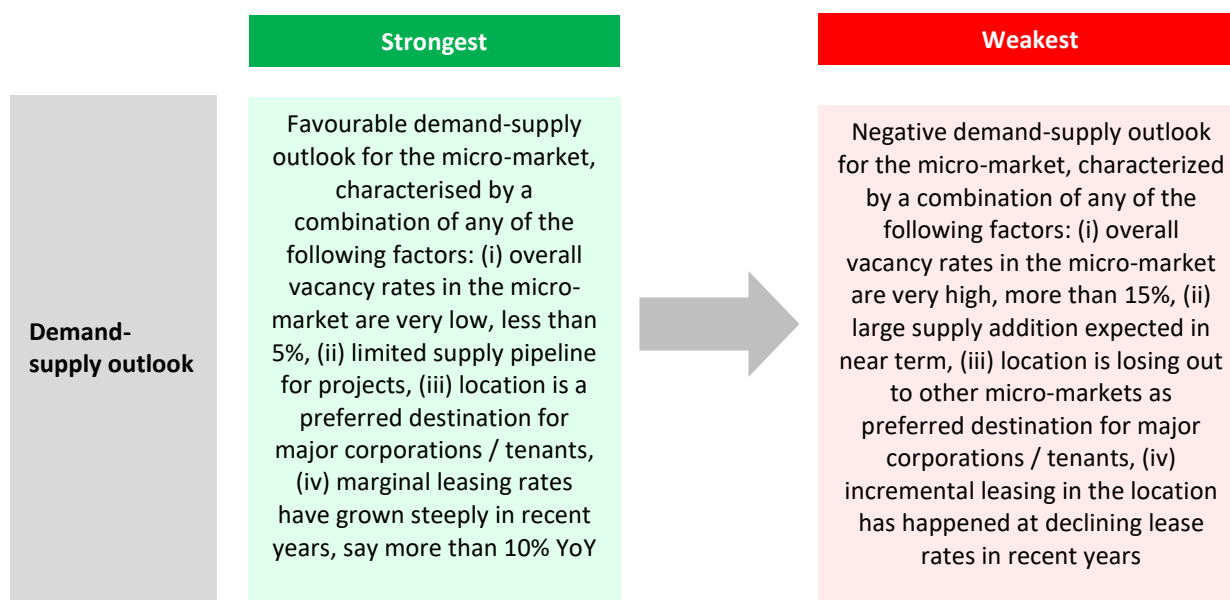 Strongest
Weakest
Demand-
supply outlook
Favourable demand-supply
outlook for the micro-market,
characterised by a
combination of any of the
following factors: (i) overall
vacancy rates in the micro-
market are very low, less than
5%, (ii) limited supply pipeline
for projects, (iii) location is a
preferred destination for
major corporations / tenants,
(iv) marginal leasing rates
have grown steeply in recent
years, say more than 10% YoY
Negative demand-supply outlook
for the micro-market, characterized
by a combination of any of the
following factors: (i) overall
vacancy rates in the micro-market
are very high, more than 15%, (ii)
large supply addition expected in
near term, (iii) location is losing out
to other micro-markets as
preferred destination for major
corporations / tenants, (iv)
incremental leasing in the location
has happened at declining lease
rates in recent years